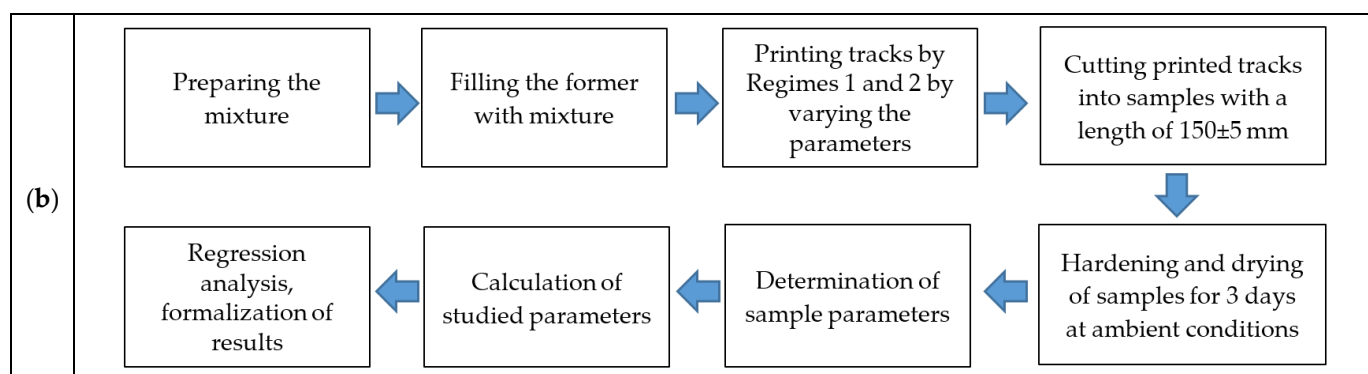 (b)
Preparing the
mixture
Filling the former
with mixture
Printing tracks by
Regimes 1 and 2 by
varying the
parameters
Cutting printed tracks
into samples with a
length of 150±5 mm
Hardening and drying
of samples for 3 days
at ambient conditions
Determination of
sample parameters
Calculation of
studied parameters
Regression
analysis,
formalization of
results